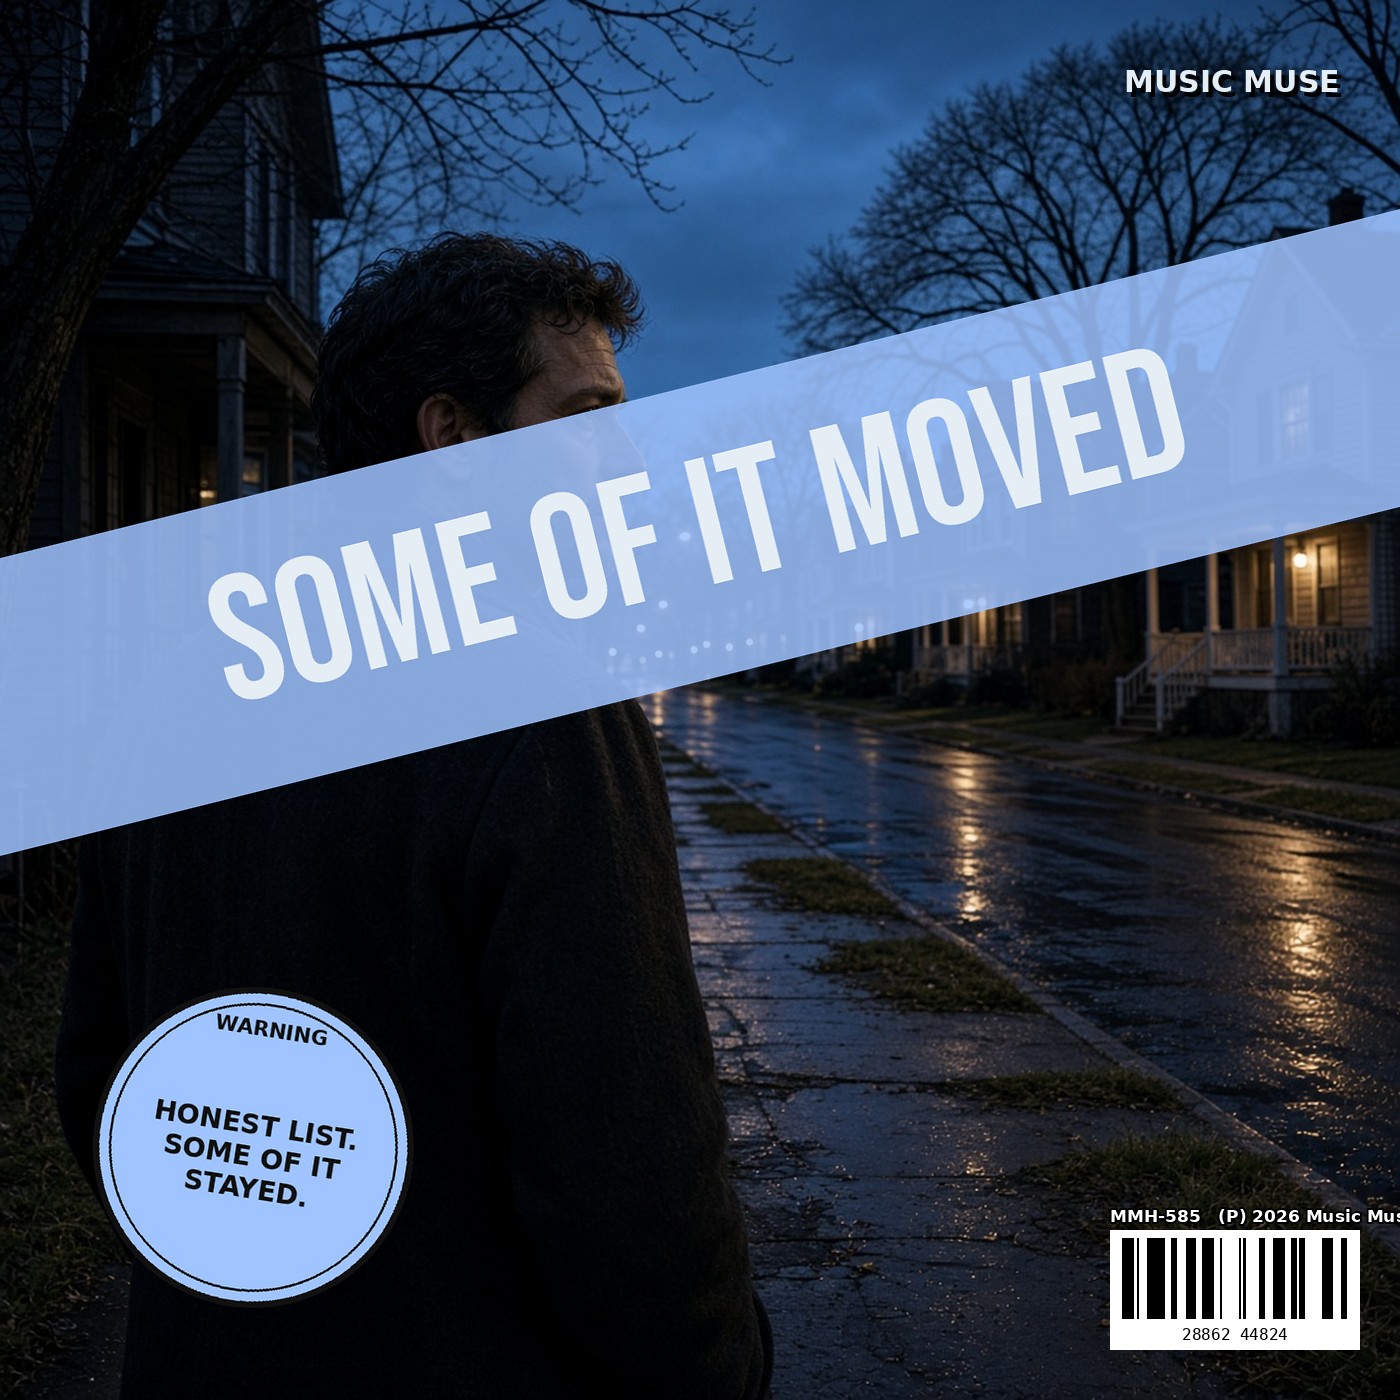 MUSIC MUSE
SOME OF IT MOVED
WARNING
HONEST LIST.
SOME OF IT
STAYED.
MMH-585 (P) 2026 Music Mus
28862 44824